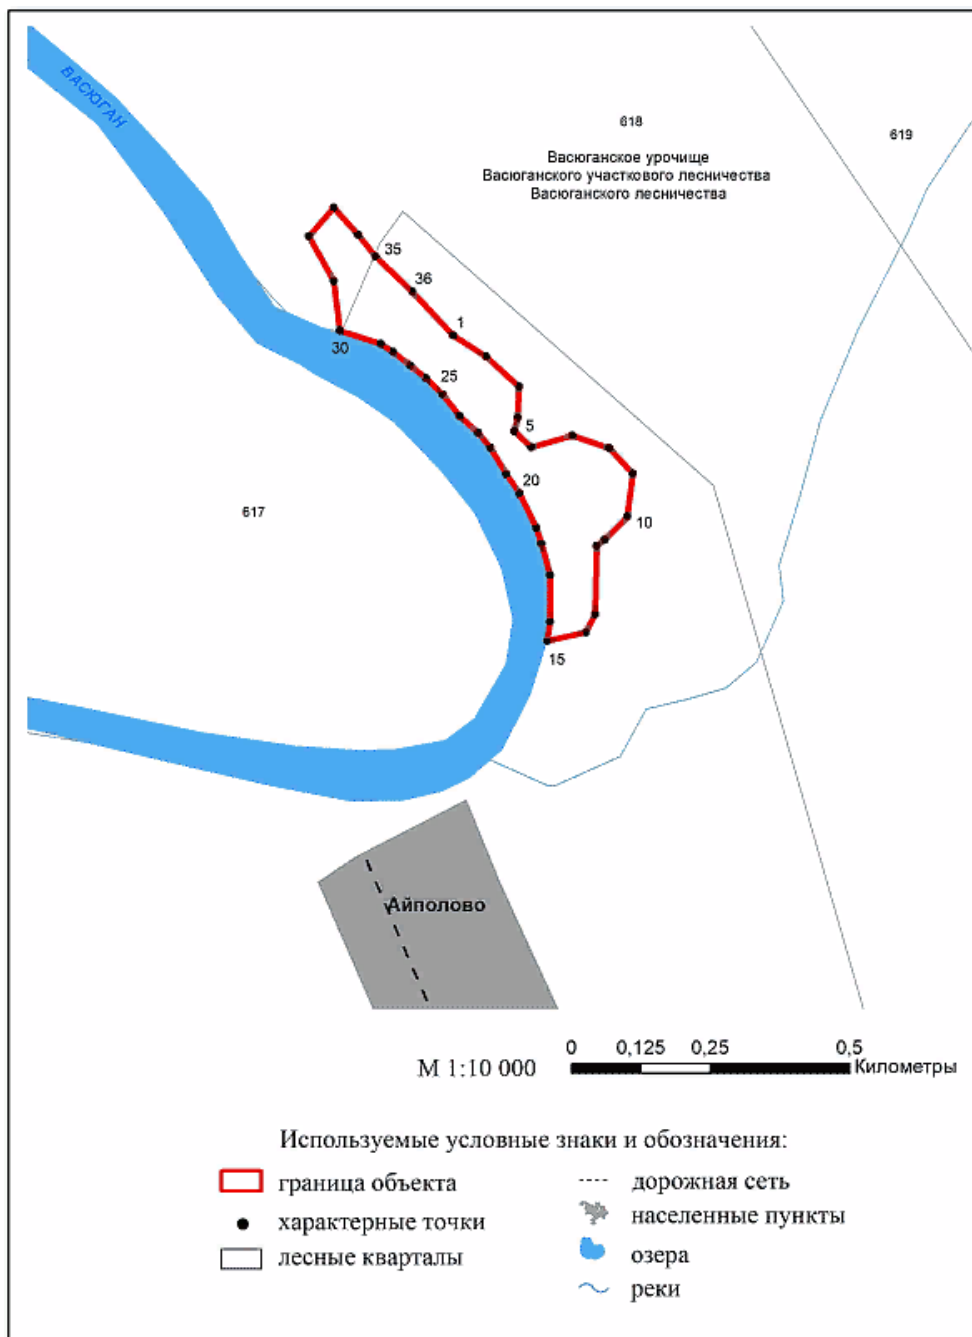 ВАСЮГАН
618
619
Васюганское урочище
Васюганского участкового лесничества
Васюганского лесничества
35
36
1
30
25
5
20
617
10
15
Айполово
М 1:10 000
0 0,125 0,25 0,5
Километры
Используемые условные знаки и обозначения:
граница объекта
характерные точки
лесные кварталы
дорожная сеть
населенные пункты
озера
реки